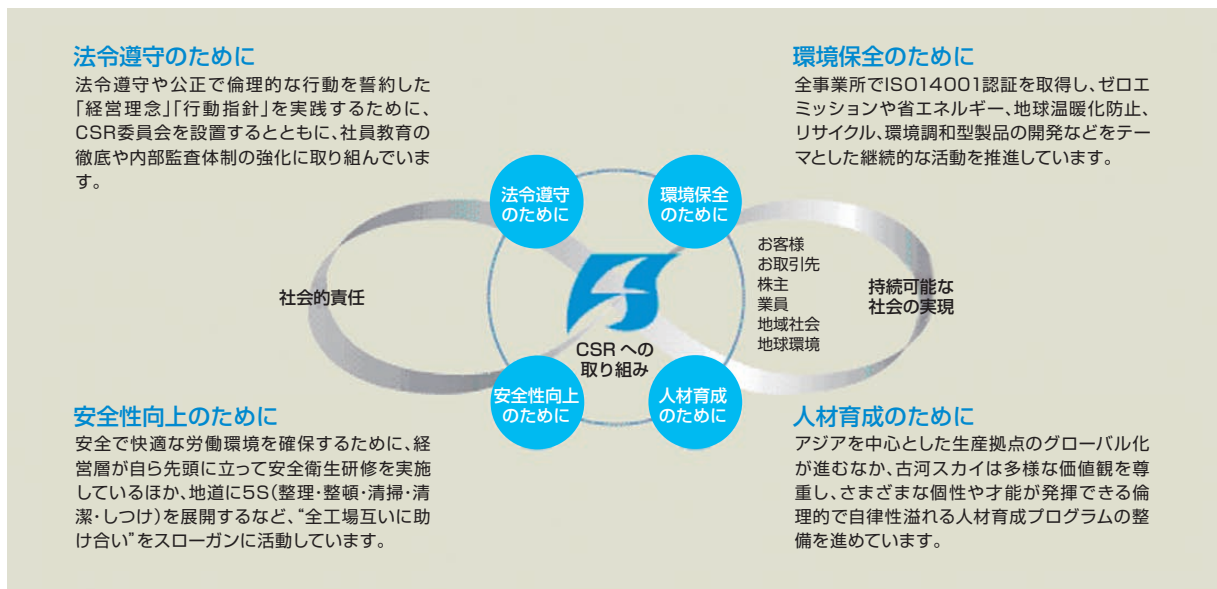 法令遵守のために
法令遵守や公正で倫理的な行動を誓約した
「経営理念」「行動指針」を実践するために、
CSR委員会を設置するとともに、社員教育の
徹底や内部監査体制の強化に取り組んでいま
す。
環境保全のために
全事業所でISO14001認証を取得し、ゼロエ
ミッションや省エネルギー、地球温暖化防止、
リサイクル、環境調和型製品の開発などをテー
マとした継続的な活動を推進しています。
法令遵守
のために
環境保全
のために
社会的責任
CSR への
取り組み
お客様
お取引先
株主
業員
地域社会
地球環境
持続可能な
社会の実現
安全性向上
のために
人材育成
のために
安全性向上のために
安全で快適な労働環境を確保するために、経
営層が自ら先頭に立って安全衛生研修を実施
しているほか、地道に5S(整理・整頓・清掃・清
潔・しつけ)を展開するなど、“全工場互いに助
け合い”をスローガンに活動しています。
人材育成のために
アジアを中心とした生産拠点のグローバル化
が進むなか、古河スカイは多様な価値観を尊
重し、さまざまな個性や才能が発揮できる倫
理的で自律性溢れる人材育成プログラムの整
備を進めています。